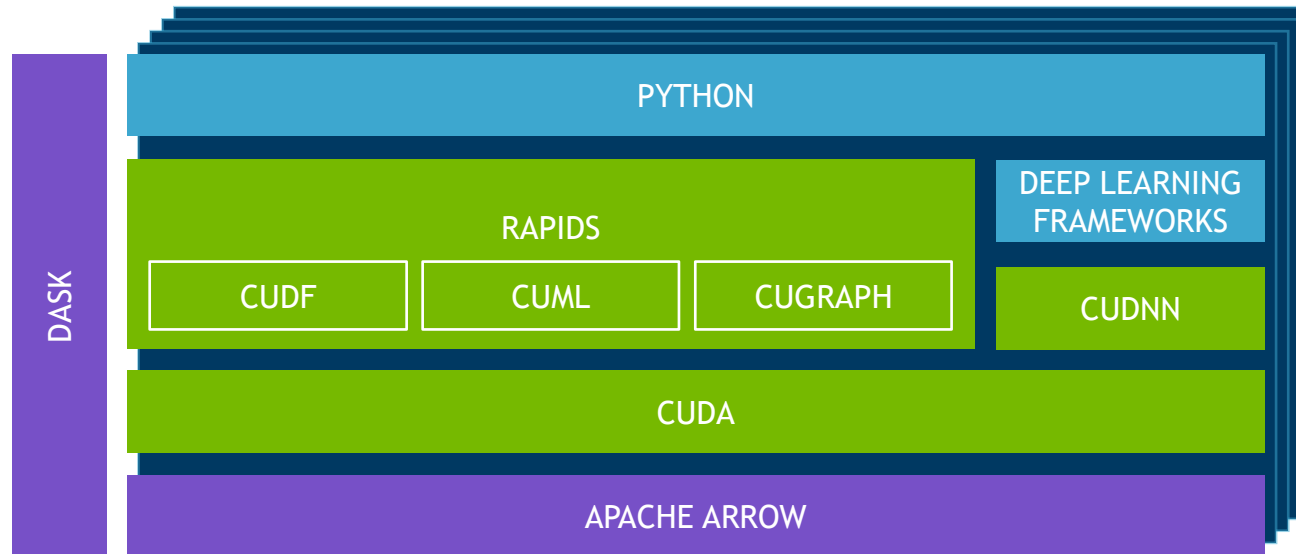 DASK
PYTHON
RAPIDS
CUDF
CUML
CUGRAPH
DEEP LEARNING
FRAMEWORKS
CUDNN
CUDA
APACHE ARROW